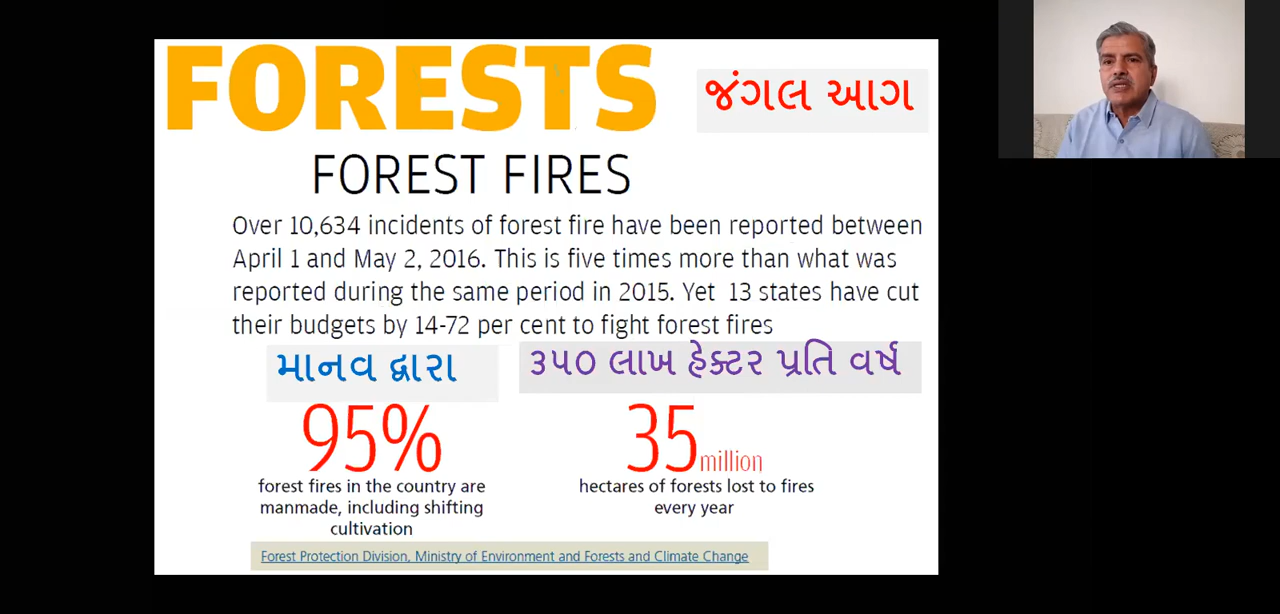 FORESTS
જંગલ આગ
FOREST FIRES
Over 10,634 incidents of forest fire have been reported between
April 1 and May 2, 2016. This is five times more than what was
reported during the same period in 2015. Yet 13 states have cut
their budgets by 14-72 per cent to fight forest fires
માનવ દ્વારા
૩૫૦ લાખ હેક્ટર પ્રતિ વર્ષ
95%
forest fires in the country are
manmade, including shifting
cultivation
35 million
hectares of forests lost to fires
every year
Forest Protection Division, Ministry of Environment and Forests and Climate Change